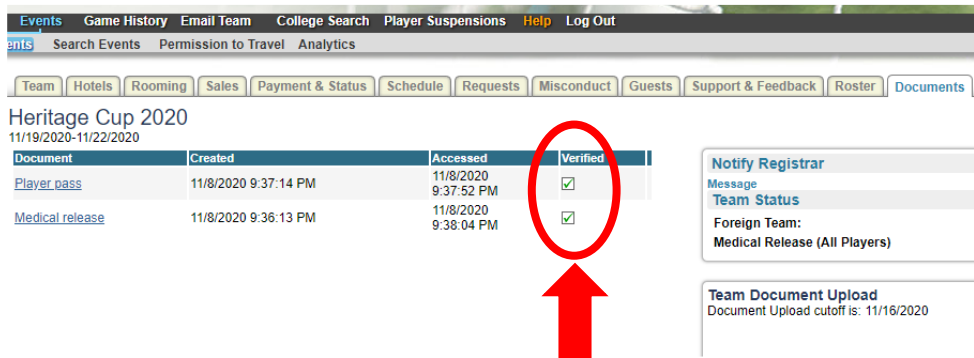 Events Game History Email Team College Search Player Suspensions Help Log Out
ents Search Events Permission to Travel Analytics
Team Hotels Rooming Sales Payment & Status Schedule Requests Misconduct Guests Support & Feedback Roster Documents
Heritage Cup 2020
11/19/2020-11/22/2020
Document Created Accessed Verified
Player pass 11/8/2020 9:37:14 PM 11/8/2020
9:37:52 PM
Medical release 11/8/2020 9:36:13 PM 11/8/2020
9:38:04 PM
Notify Registrar
Message
Team Status
Foreign Team:
Medical Release (All Players)
Team Document Upload
Document Upload cutoff is: 11/16/2020